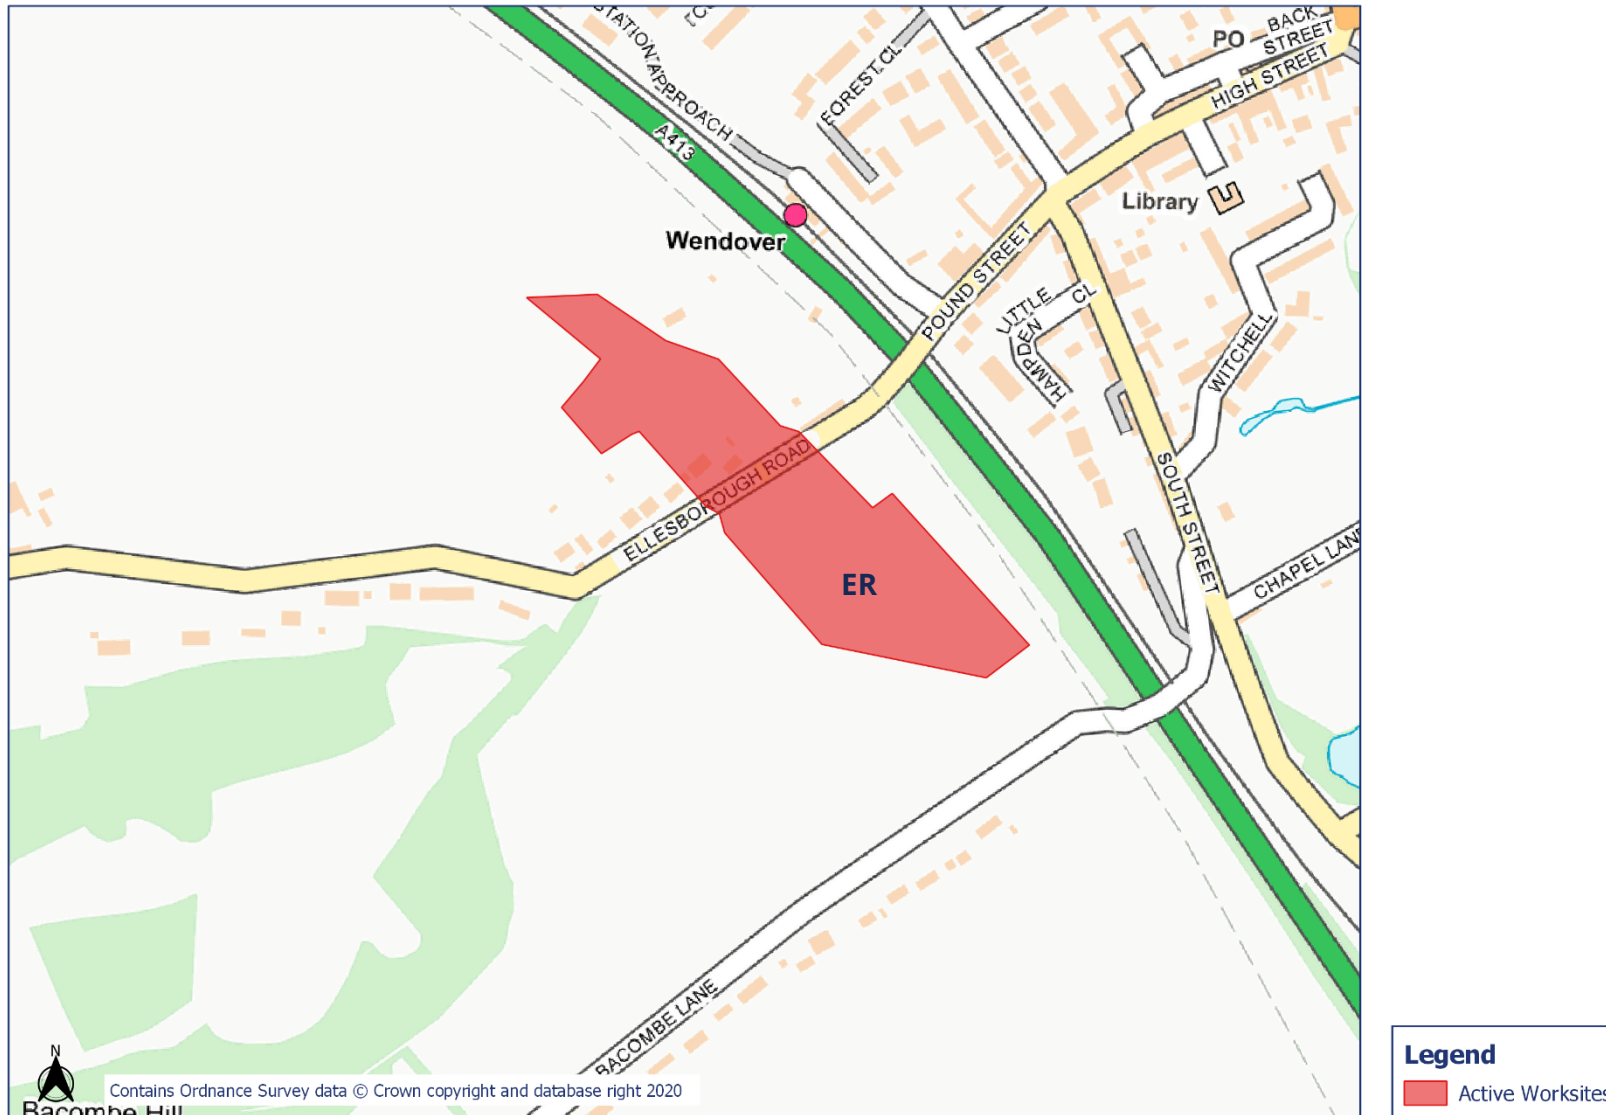 STATION APPROACH
FOREST CL
PO
BACK
STREET
HIGH STREET
A413
Library
Wendover
POUND STREET
LITTLE
HAMPDEN
CL
WITCHELL
ELLESBOROUGH ROAD
SOUTH STREET
CHAPEL LANE
ER
BACOMBE LANE
N
Contains Ordnance Survey data © Crown copyright and database right 2020
Bacombe Hill
Legend
Active Worksites